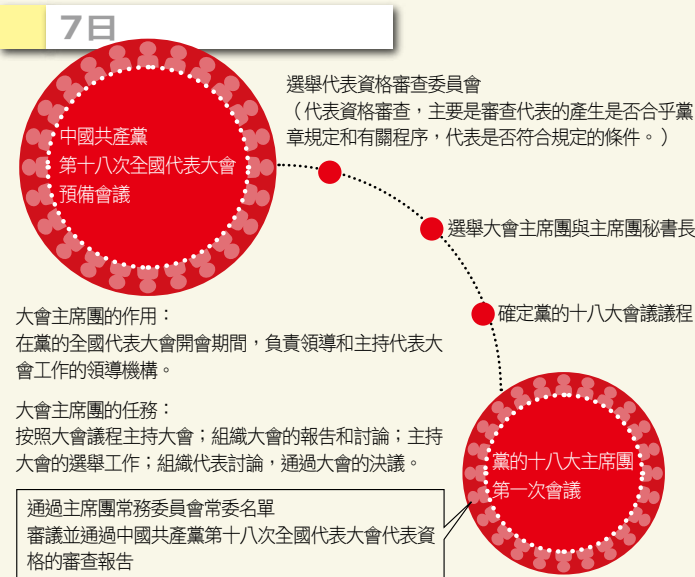 7日
中國共產黨
第十八次全國代表大會
預備會議
選舉代表資格審查委員會
（代表資格審查，主要是審查代表的產生是否合乎黨
章規定和有關程序，代表是否符合規定的條件。）
選舉大會主席團與主席團秘書長
確定黨的十八大會議議程
大會主席團的作用：
在黨的全國代表大會開會期間，負責領導和主持代表大
會工作的領導機構。
大會主席團的任務：
按照大會議程主持大會；組織大會的報告和討論；主持
大會的選舉工作；組織代表討論，通過大會的決議。
黨的十八大主席團
第一次會議
通過主席團常務委員會常委名單
審議並通過中國共產黨第十八次全國代表大會代表資
格的審查報告